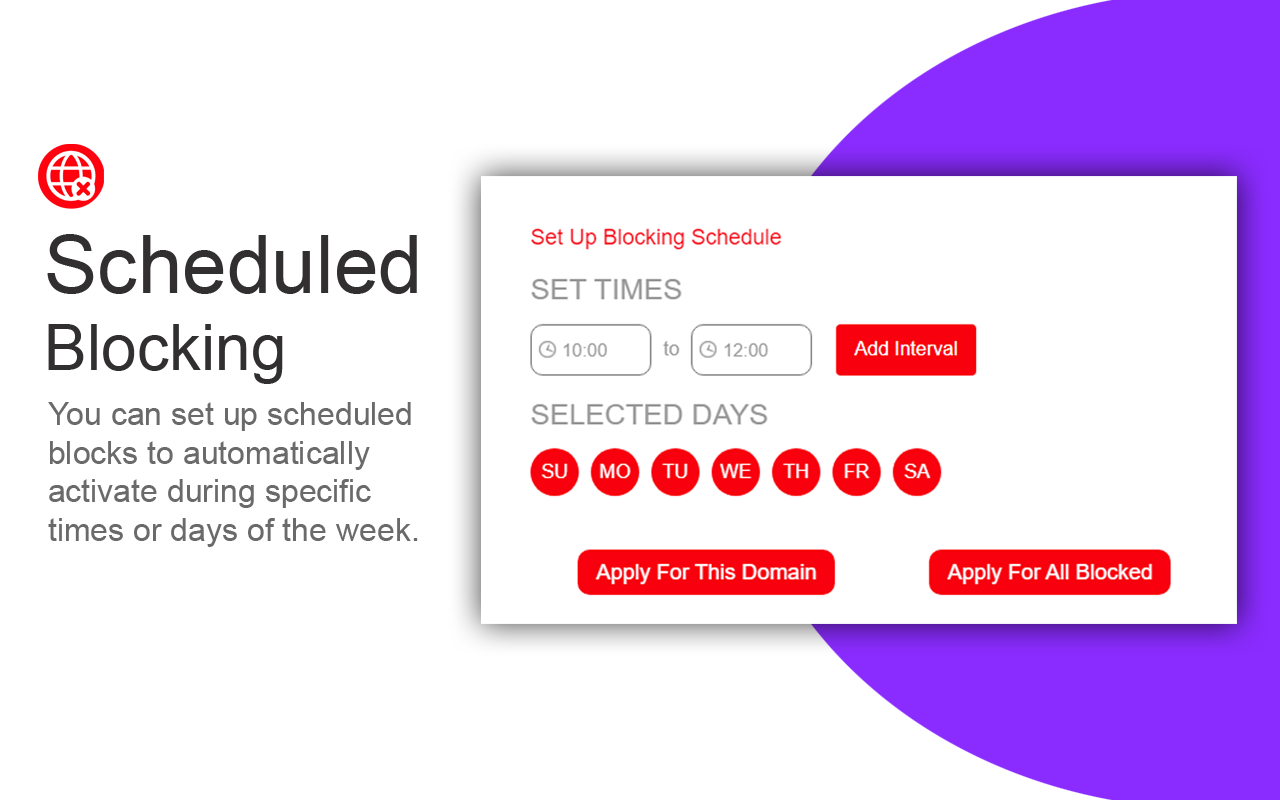 Scheduled
Blocking
You can set up scheduled
blocks to automatically
activate during specific
times or days of the week.
Set Up Blocking Schedule
SET TIMES
10:00 to 12:00 Add Interval
SELECTED DAYS
SU MO TU WE TH FR SA
Apply For This Domain Apply For All Blocked